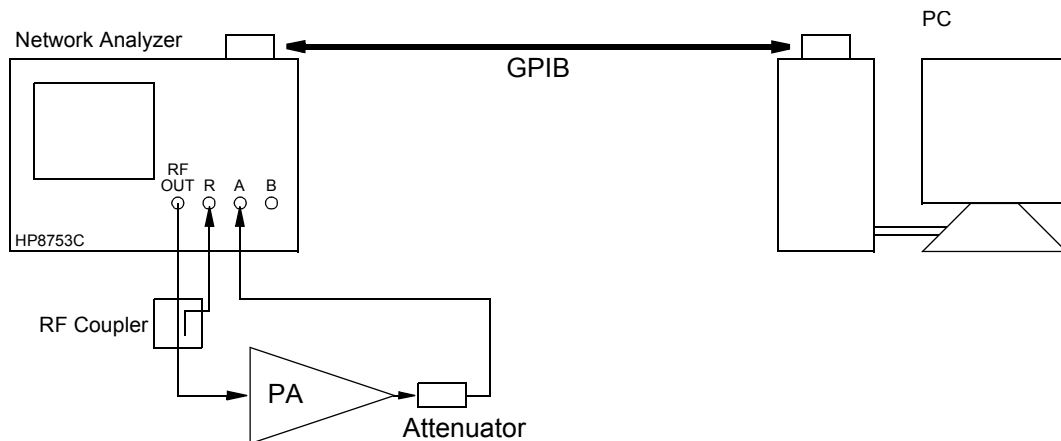 PC
Network Analyzer
GPIB
RF
OUT R A B
HP8753C
RF Coupler
PA
Attenuator